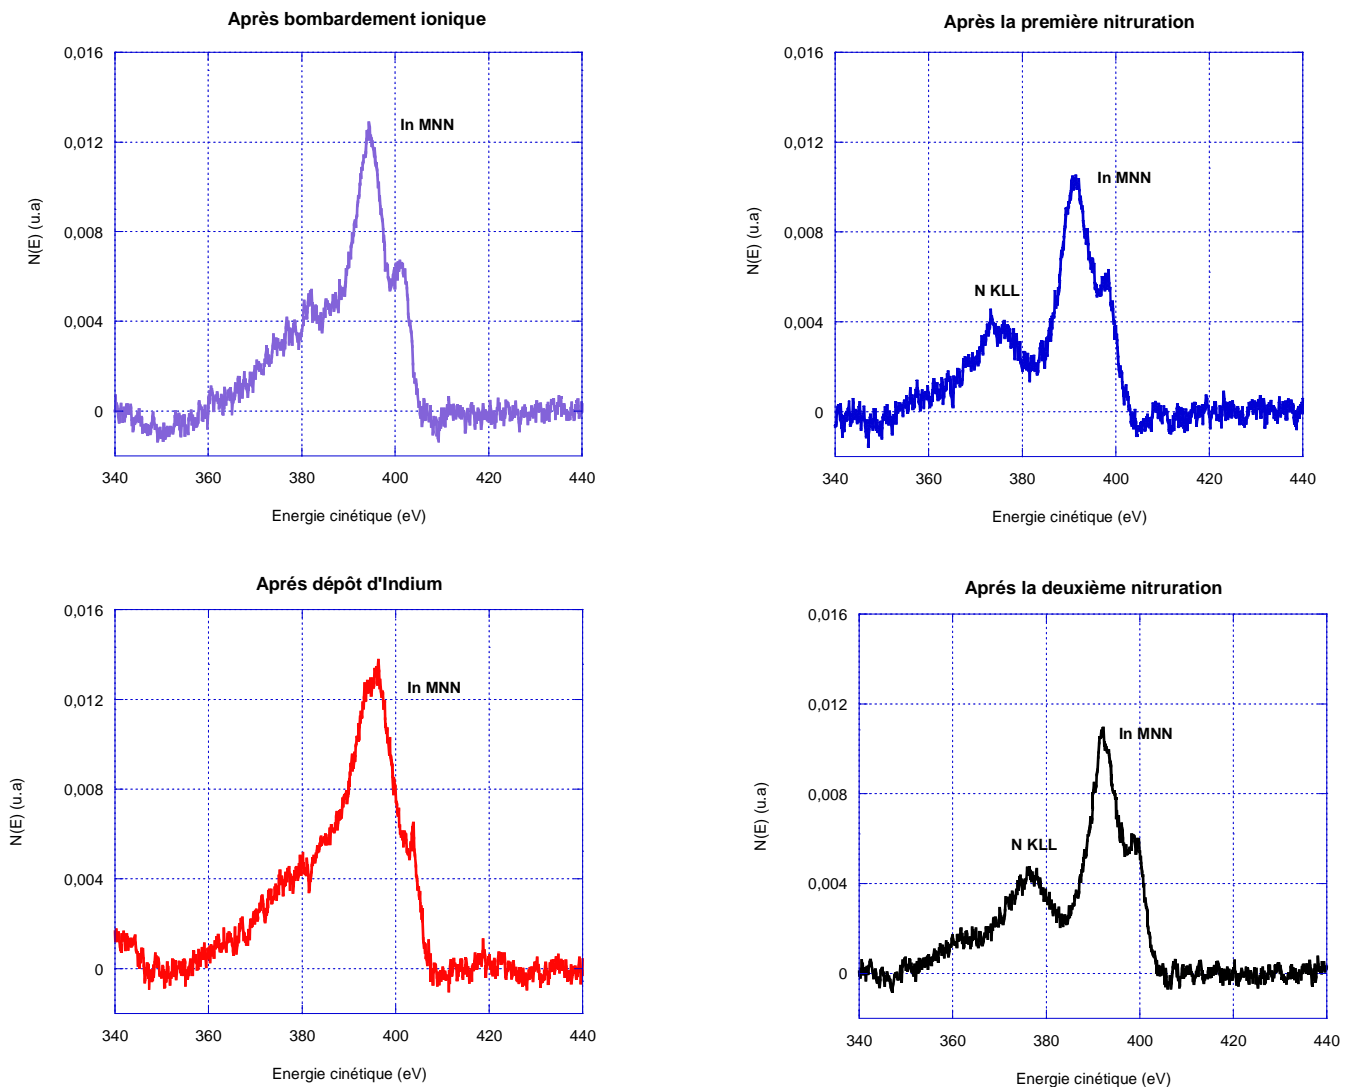 Après bombardement ionique
0,016
0,012
0,008
0,004
0
N(E) (u.a)
In MNN
340 360 380 400 420 440
Energie cinétique (eV)
Après la première nitruration
0,016
0,012
0,008
0,004
0
N(E) (u.a)
In MNN
N KLL
340 360 380 400 420 440
Energie cinétique (eV)
Aprés dépôt d'Indium
0,016
0,012
0,008
0,004
0
N(E) (u.a)
In MNN
340 360 380 400 420 440
Energie cinétique (eV)
Aprés la deuxième nitruration
0,016
0,012
0,008
0,004
0
N(E) (u.a)
In MNN
N KLL
340 360 380 400 420 440
Energie cinétique (eV)